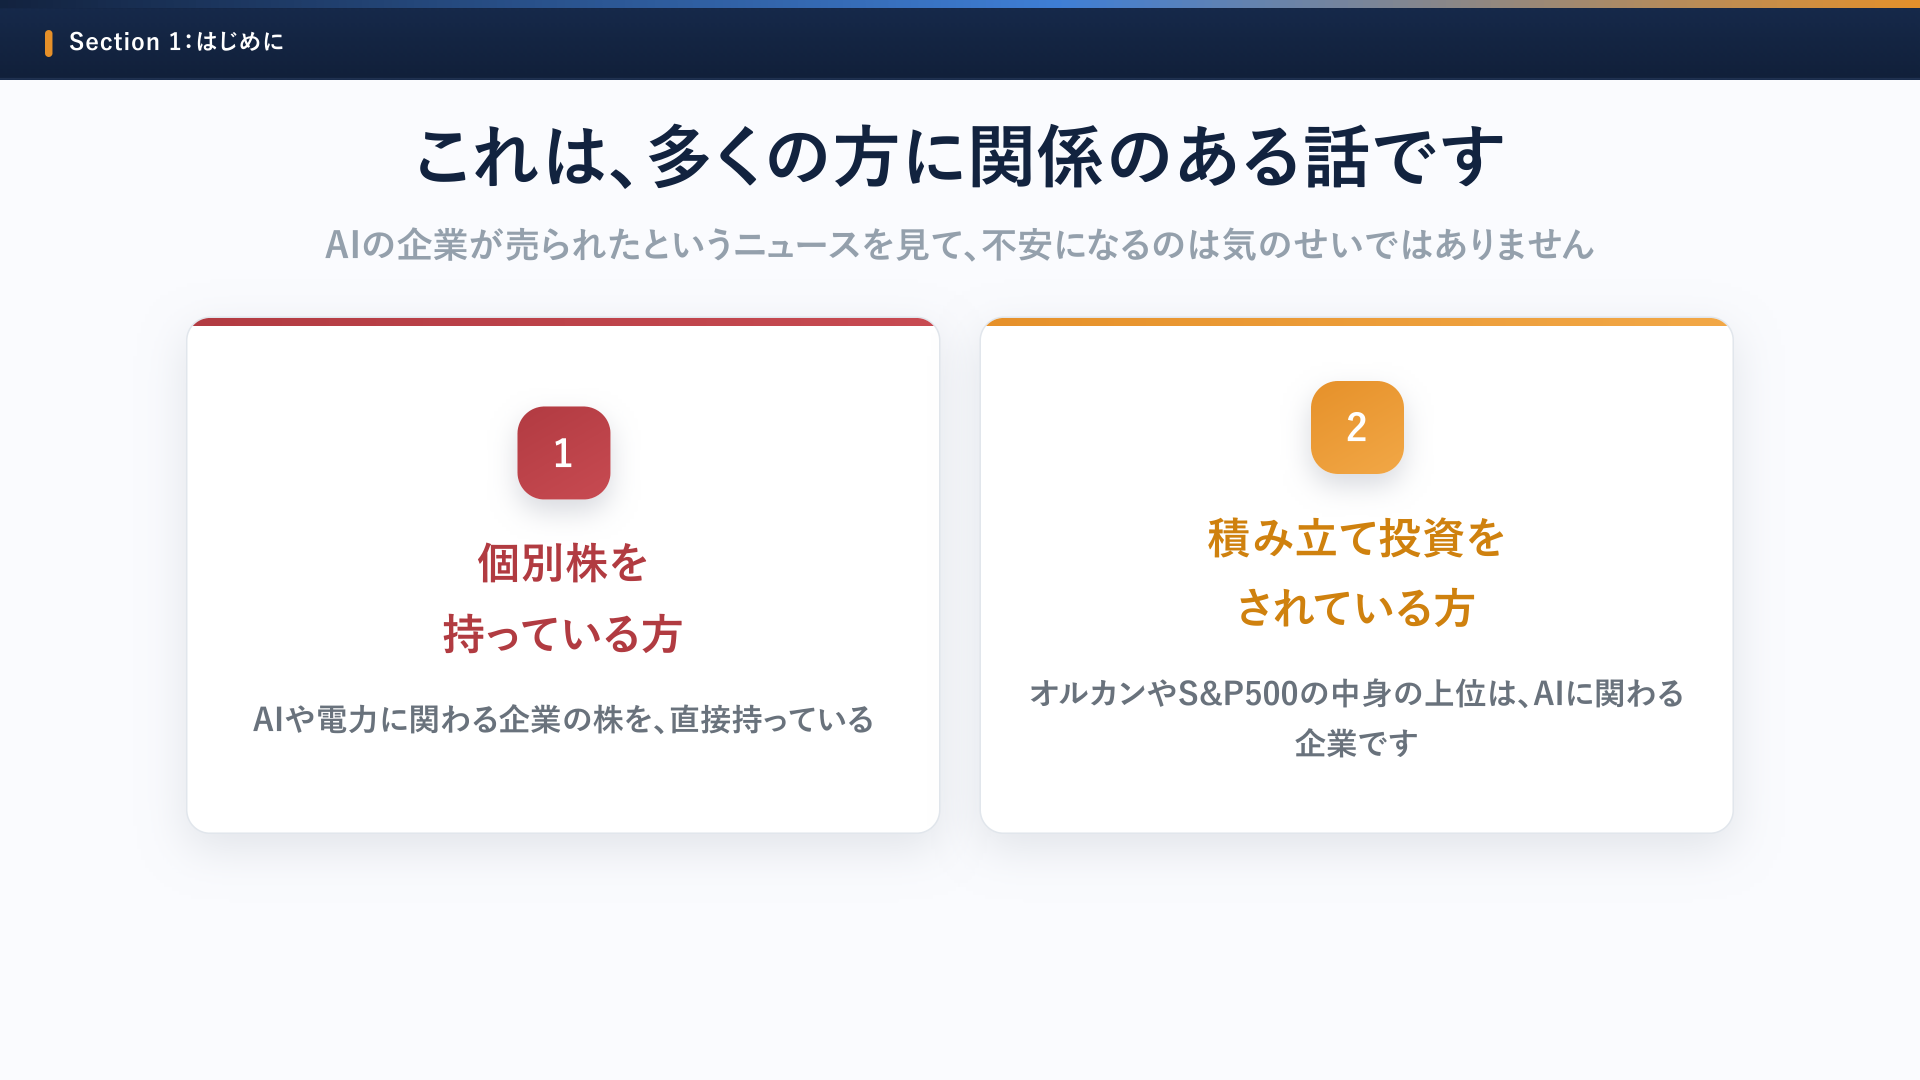 Section 1：はじめに
これは、多くの方に関係のある話です
AIの企業が売られたというニュースを見て、不安になるのは気のせいではありません
1
個別株を
持っている方
AIや電力に関わる企業の株を、直接持っている
2
積み立て投資を
されている方
オルカンやS&P500の中身の上位は、AIに関わる
企業です